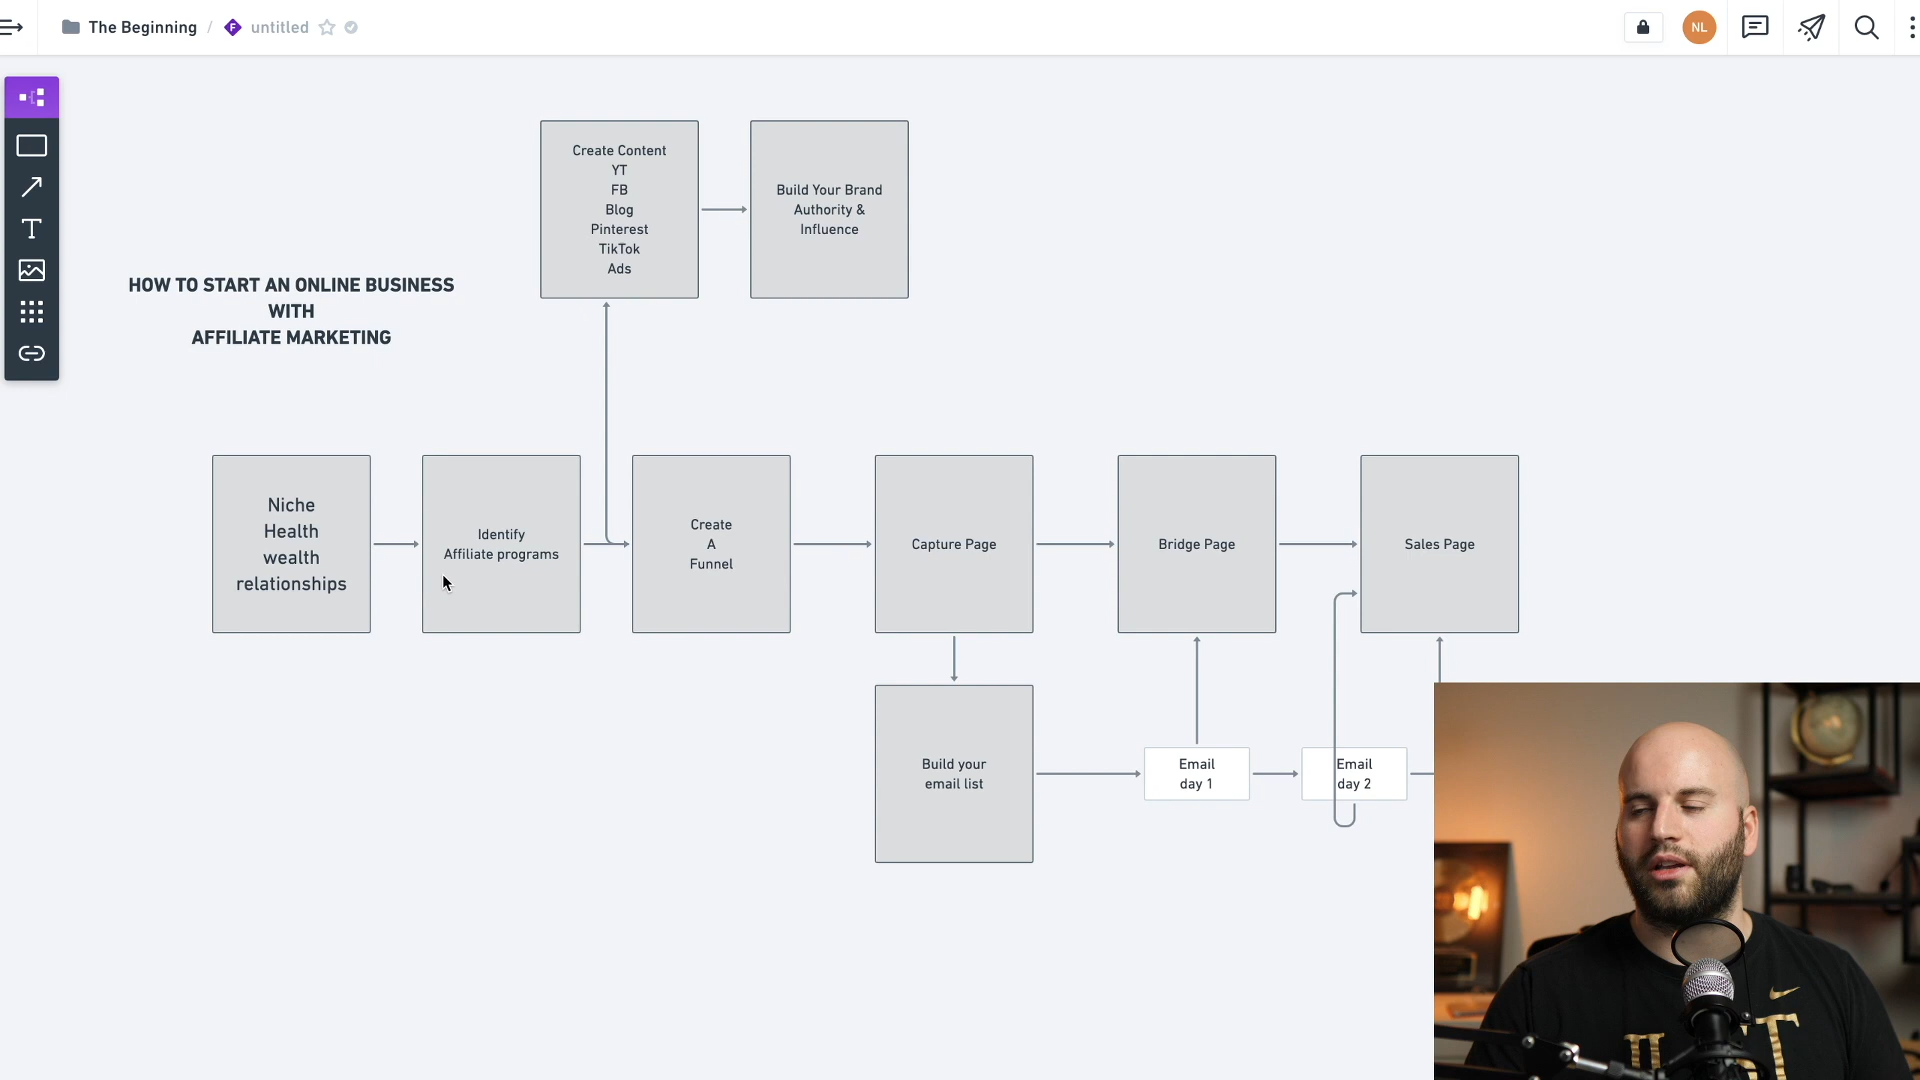 The Beginning / untitled
NL
Create Content
YT
FB
Blog
Pinterest
TikTok
Ads
Build Your Brand
Authority &
Influence
HOW TO START AN ONLINE BUSINESS
WITH
AFFILIATE MARKETING
Niche
Health
wealth
relationships
Identify
Affiliate programs
Create
A
Funnel
Capture Page
Bridge Page
Sales Page
Build your
email list
Email
day 1
Email
day 2